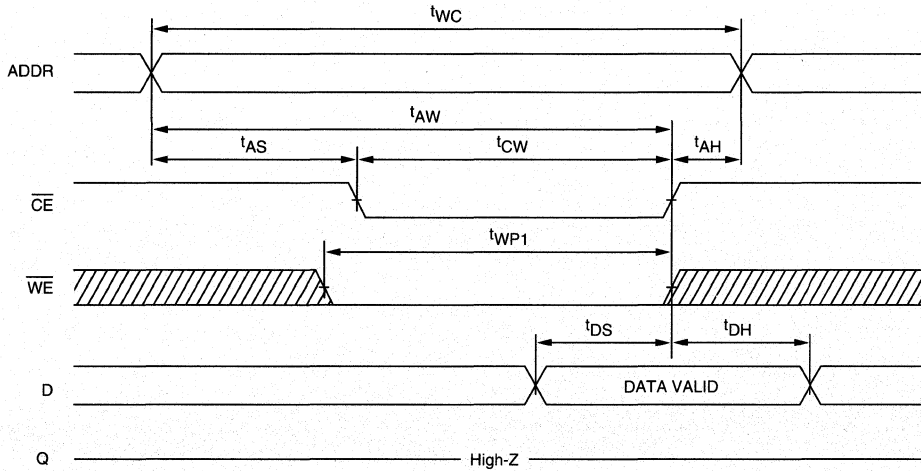 tWC
ADDR
tAW
tAS
tCW
tAH
CE
tWP1
WE
tDS
tDH
D
DATA VALID
Q
High-Z